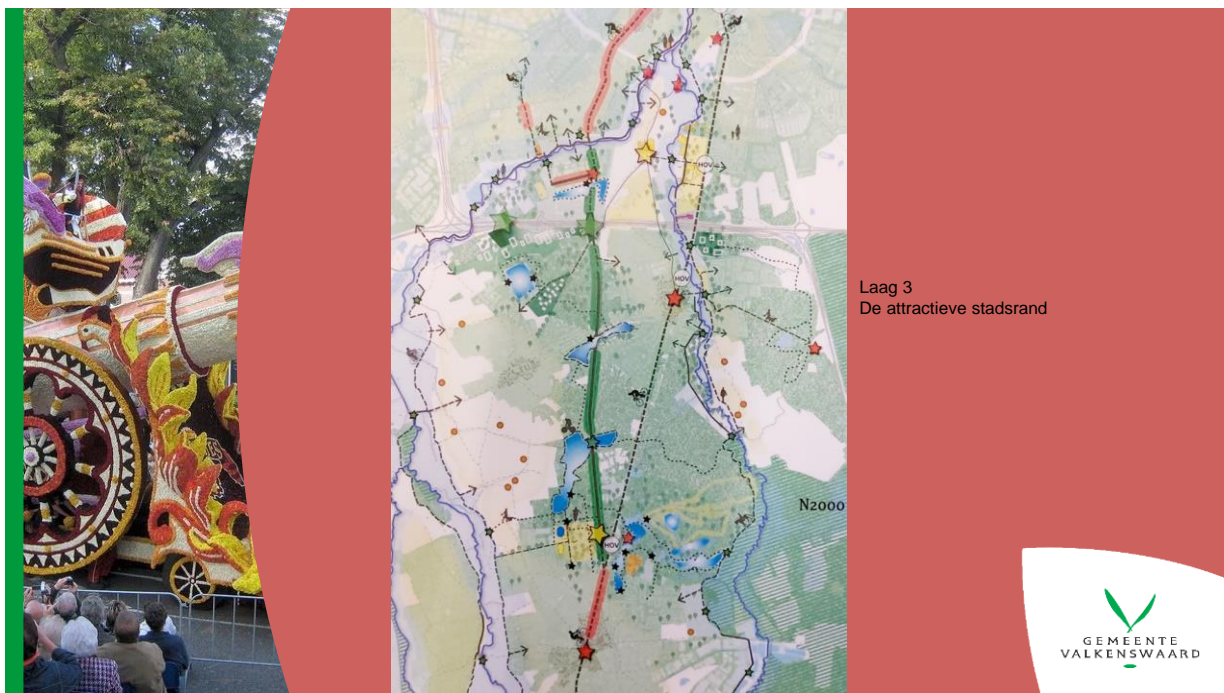 HOV
HOV
Laag 3
De attractieve stadsrand
N2000
HOV
GEMEENTE
VALKENSWAARD